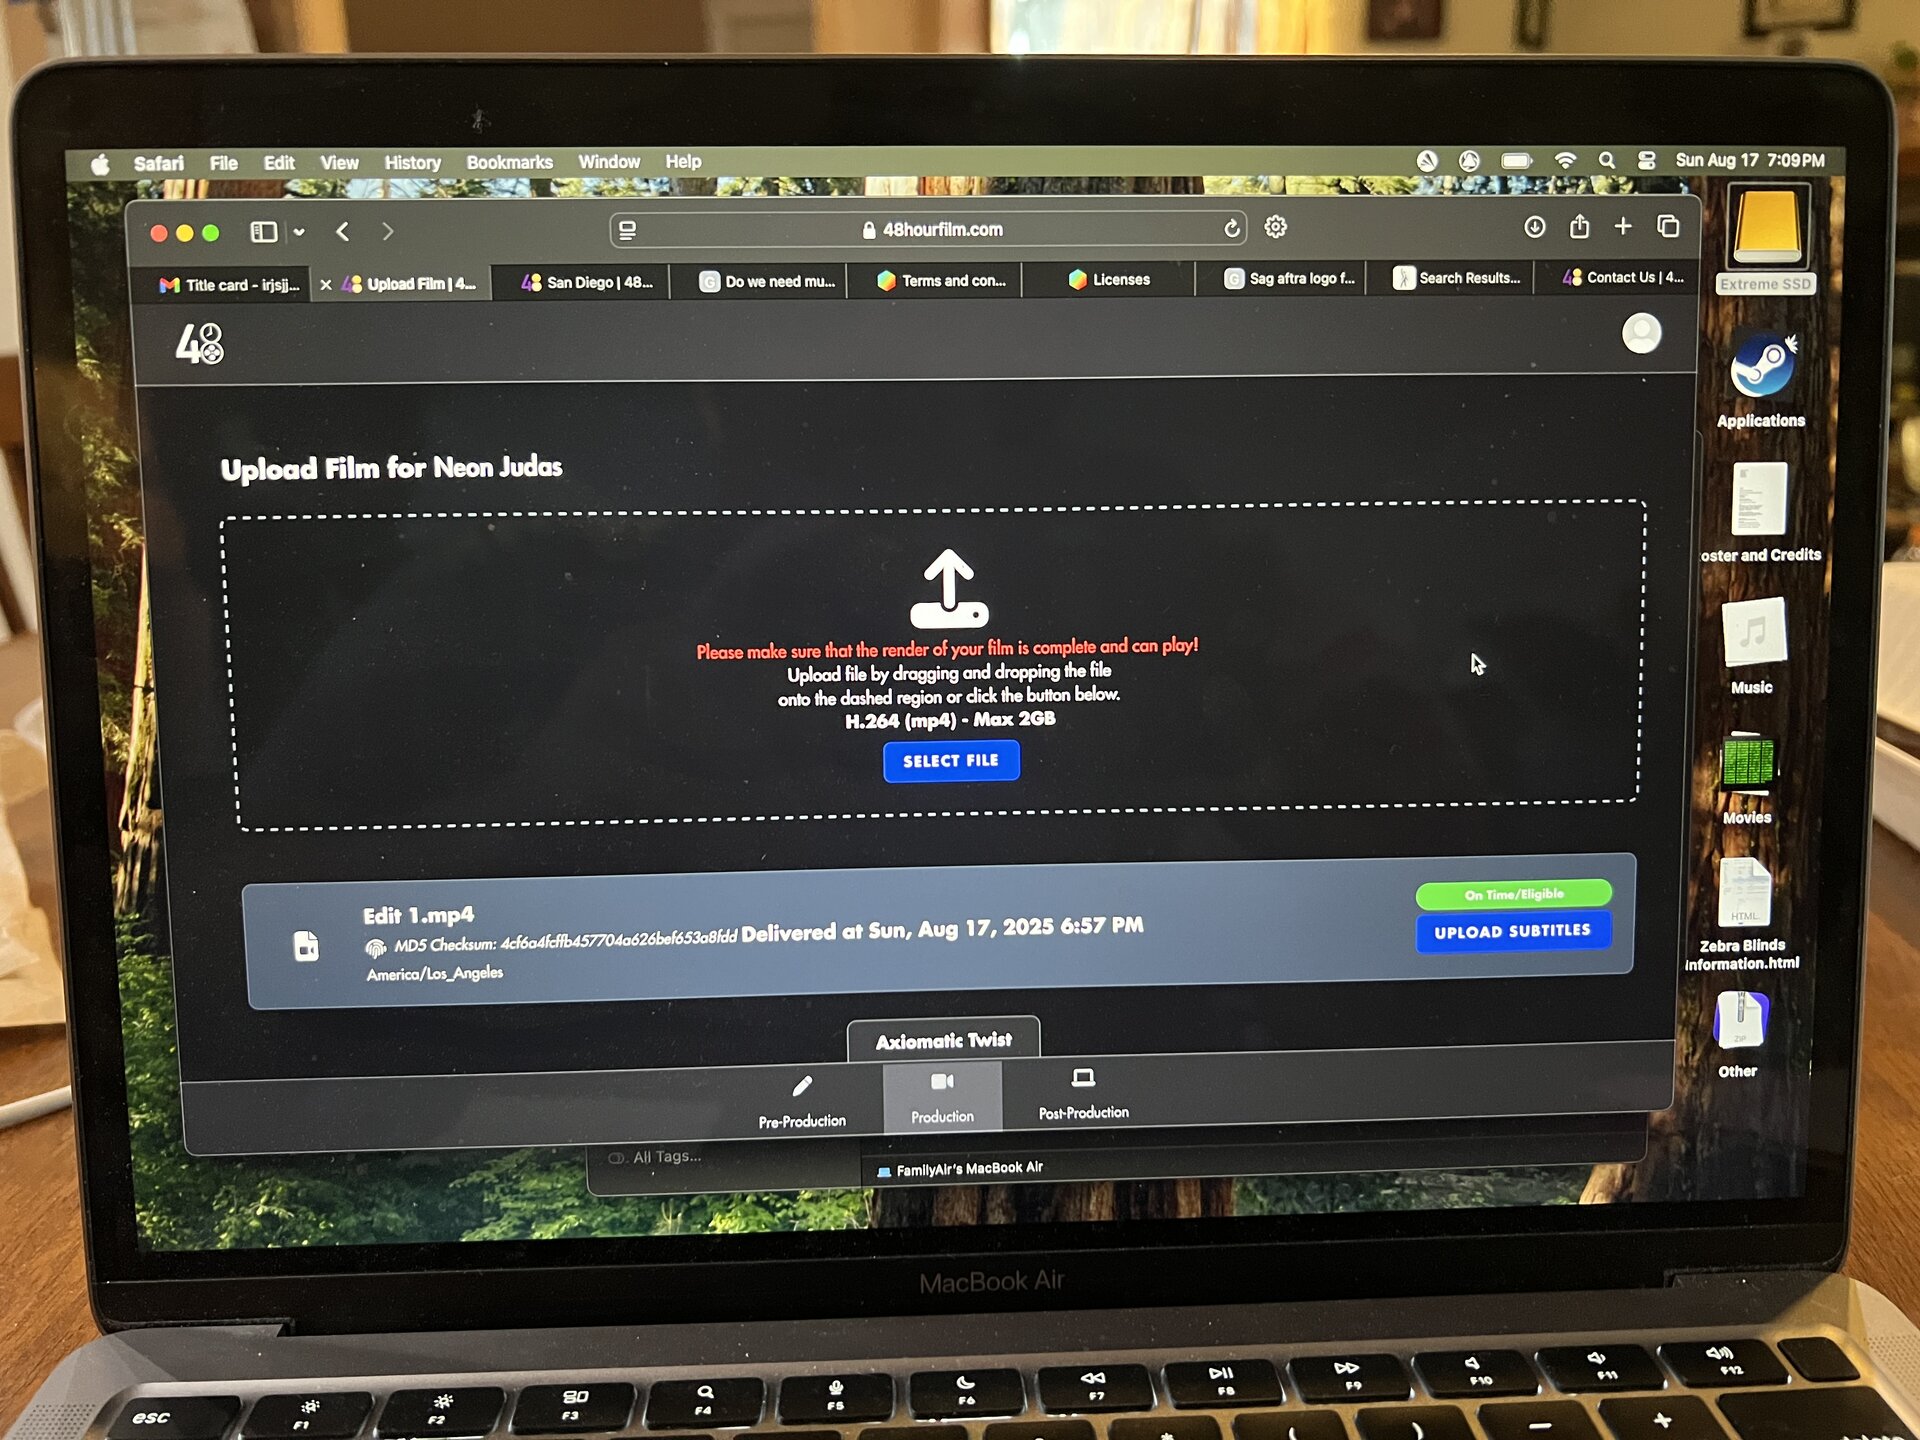 Safari File Edit View History Bookmarks Window Help Sun Aug 17 7:09 PM
48hourfilm.com
Title card - irjsjj... Upload Film | 4... San Diego | 48... Do we need mu... Terms and con... Licenses Sag aftra logo f... Search Results... Contact Us | 4...
Extreme SSD
48
Applications
Upload Film for Neon Judas
oster and Credits
Please make sure that the render of your film is complete and can play!
Upload file by dragging and dropping the file
onto the dashed region or click the button below.
H.264 (mp4) - Max 2GB
SELECT FILE
Music
Movies
Edit 1.mp4
MD5 Checksum: 4cf6a4fcffb457704a626bef653a8fdd Delivered at Sun, Aug 17, 2025 6:57 PM
America/Los_Angeles
On Time/Eligible
UPLOAD SUBTITLES
HTML
Zebra Blinds
Information.html
ZIP
Other
Axiomatic Twist
Pre-Production Production Post-Production
All Tags...
FamilyAir's MacBook Air
MacBook Air
esc F1 F2 F3 F4 F5 F6 F7 F8 F9 F10 F11 F12